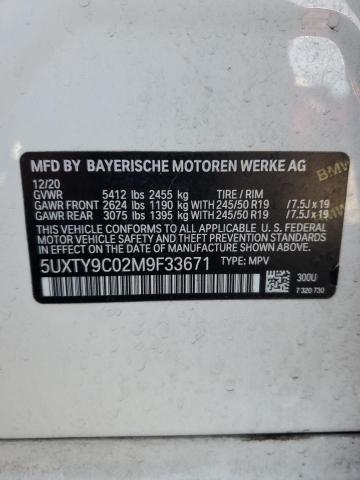 MFD BY BAYERISCHE MOTOREN WERKE AG
12/20
GVWR 5412 lbs 2455 kg TIRE / RIM
GAWR FRONT 2624 lbs 1190 kg 245/50 R19 /7.5J x 19
GAWR REAR 3075 lbs 1395 kg 245/50 R19 /7.5J x 19
THIS VEHICLE CONFORMS TO ALL APPLICABLE U. S. FEDERAL
MOTOR VEHICLE SAFETY AND THEFT PREVENTION STANDARDS
IN EFFECT ON THE DATE OF MANUFACTURE SHOWN ABOVE.
5UXTY9C02M9F33671 TYPE: MPV
300U
7 320 730
BMW
BMW